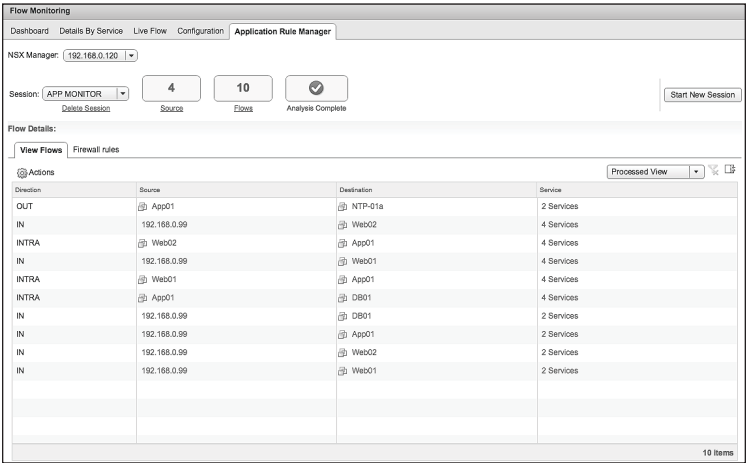 Flow Monitoring
Dashboard Details By Service Live Flow Configuration Application Rule Manager
NSX Manager: 192.168.0.120
Session: APP MONITOR 4 10 Start New Session
Delete Session Source Flows Analysis Complete
Flow Details:
View Flows Firewall rules
Actions Processed View
Direction Source Destination Service
OUT App01 NTP-01a 2 Services
IN 192.168.0.99 Web02 4 Services
INTRA Web02 App01 4 Services
IN 192.168.0.99 Web01 4 Services
INTRA Web01 App01 4 Services
INTRA App01 DB01 4 Services
IN 192.168.0.99 DB01 2 Services
IN 192.168.0.99 App01 2 Services
IN 192.168.0.99 Web02 2 Services
IN 192.168.0.99 Web01 2 Services
10 items